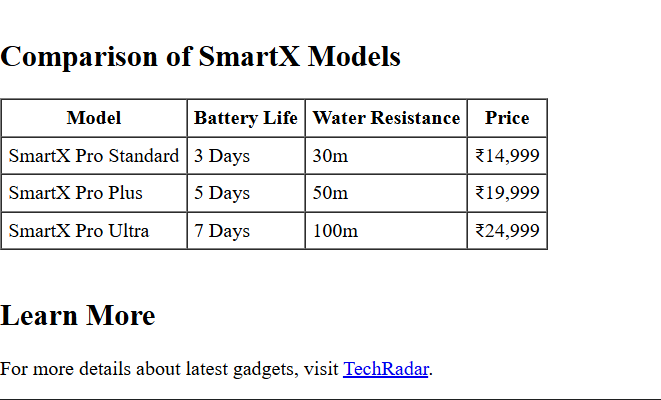 Comparison of SmartX Models
Model Battery Life Water Resistance Price
SmartX Pro Standard 3 Days 30m ₹14,999
SmartX Pro Plus 5 Days 50m ₹19,999
SmartX Pro Ultra 7 Days 100m ₹24,999
Learn More
For more details about latest gadgets, visit TechRadar.